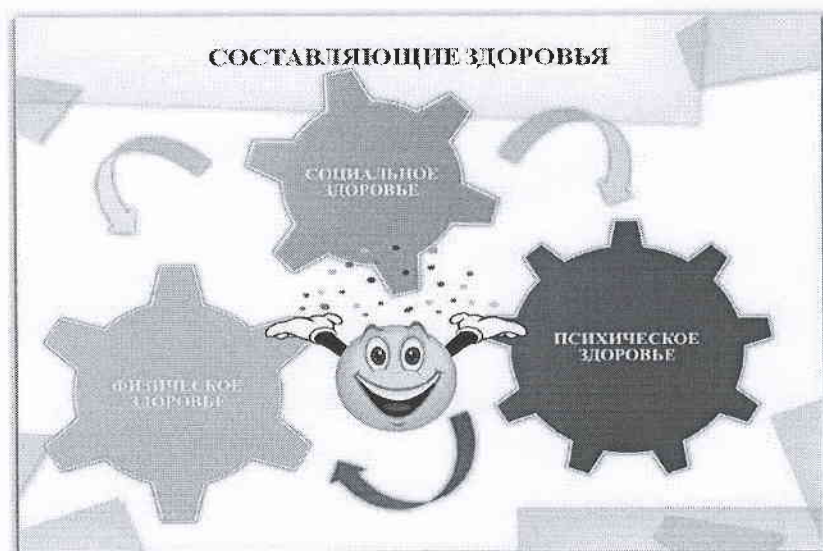 СОСТАВЛЯЮЩИЕ ЗДОРОВЬЯ
СОЦИАЛЬНОЕ
ЗДОРОВЬЕ
ПСИХИЧЕСКОЕ
ЗДОРОВЬЕ
ФИЗИЧЕСКОЕ
ЗДОРОВЬЕ